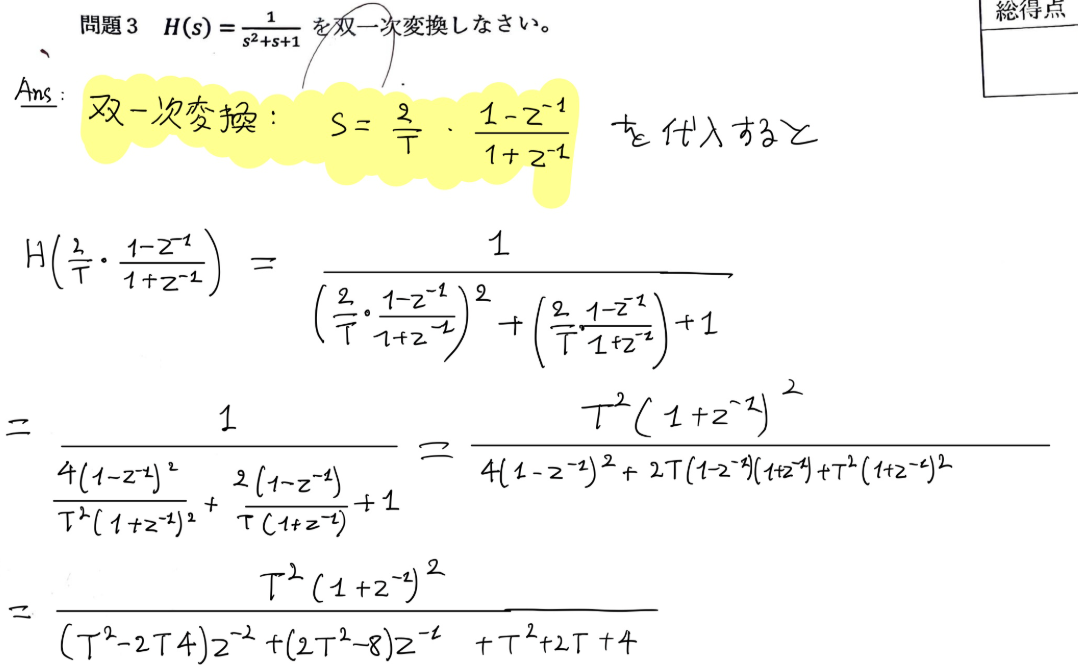 問題3 H(s) = 1/(s²+s+1) を双一次変換しなさい。
総得点
Ans:
双一次変換: S = 2/T · (1-z⁻¹)/(1+z⁻¹) を代入すると
H(2/T · (1-z⁻¹)/(1+z⁻¹)) = 1/((2/T · (1-z⁻¹)/(1+z⁻¹))² + (2/T · (1-z⁻¹)/(1+z⁻¹)) + 1)
= 1/(4(1-z⁻¹)²/T²(1+z⁻¹)² + 2(1-z⁻¹)/T(1+z⁻¹) + 1) = T²(1+z⁻¹)²/(4(1-z⁻¹)² + 2T(1-z⁻¹)(1+z⁻¹) + T²(1+z⁻¹)²)
= T²(1+z⁻¹)²/((T²-2T4)z⁻² + (2T²-8)z⁻¹ + T²+2T+4)